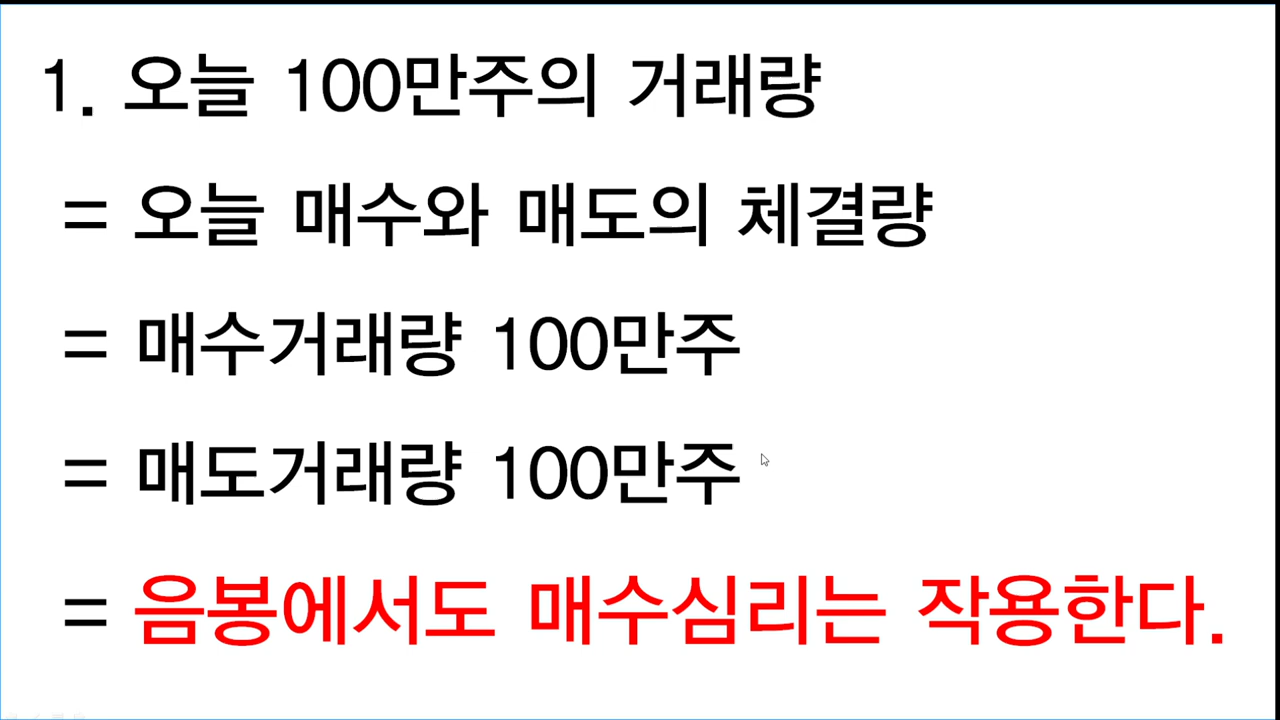 1. 오늘 100만주의 거래량
= 오늘 매수와 매도의 체결량
= 매수거래량 100만주
= 매도거래량 100만주
= 음봉에서도 매수심리는 작용한다.